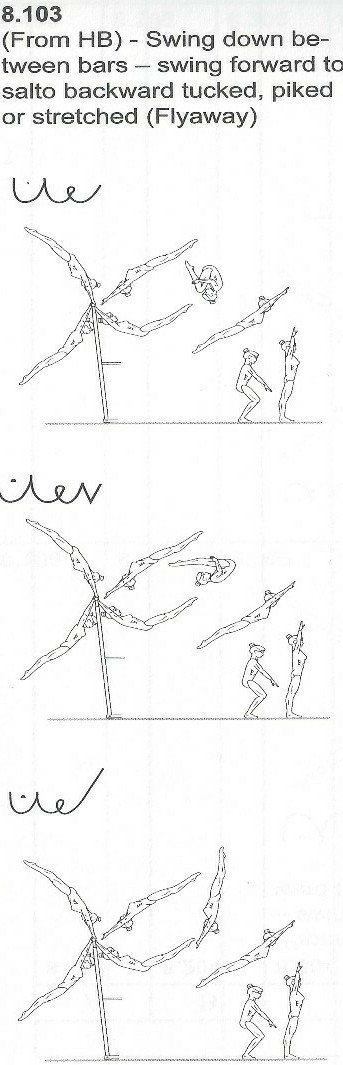 8.103
(From HB) - Swing down be-
tween bars – swing forward to
salto backward tucked, piked
or stretched (Flyaway)